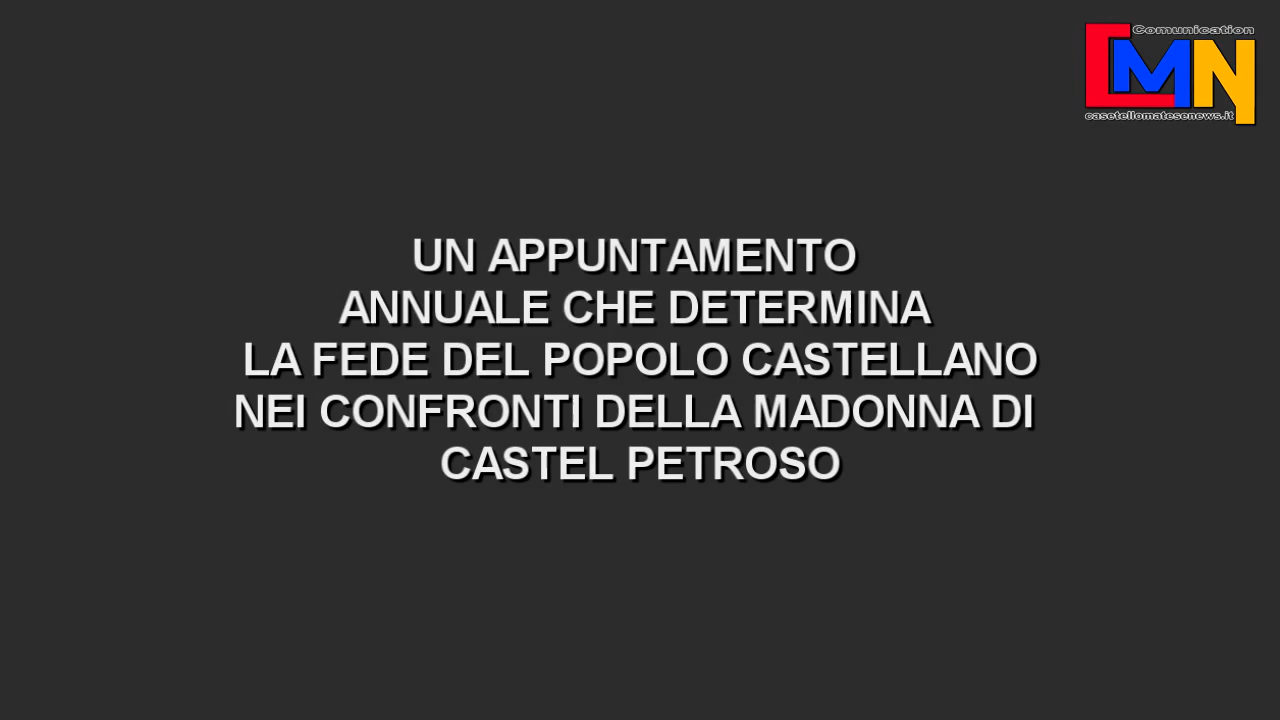 Comunication
CMN
casetellomatesenews.it
UN APPUNTAMENTO
ANNUALE CHE DETERMINA
LA FEDE DEL POPOLO CASTELLANO
NEI CONFRONTI DELLA MADONNA DI
CASTEL PETROSO